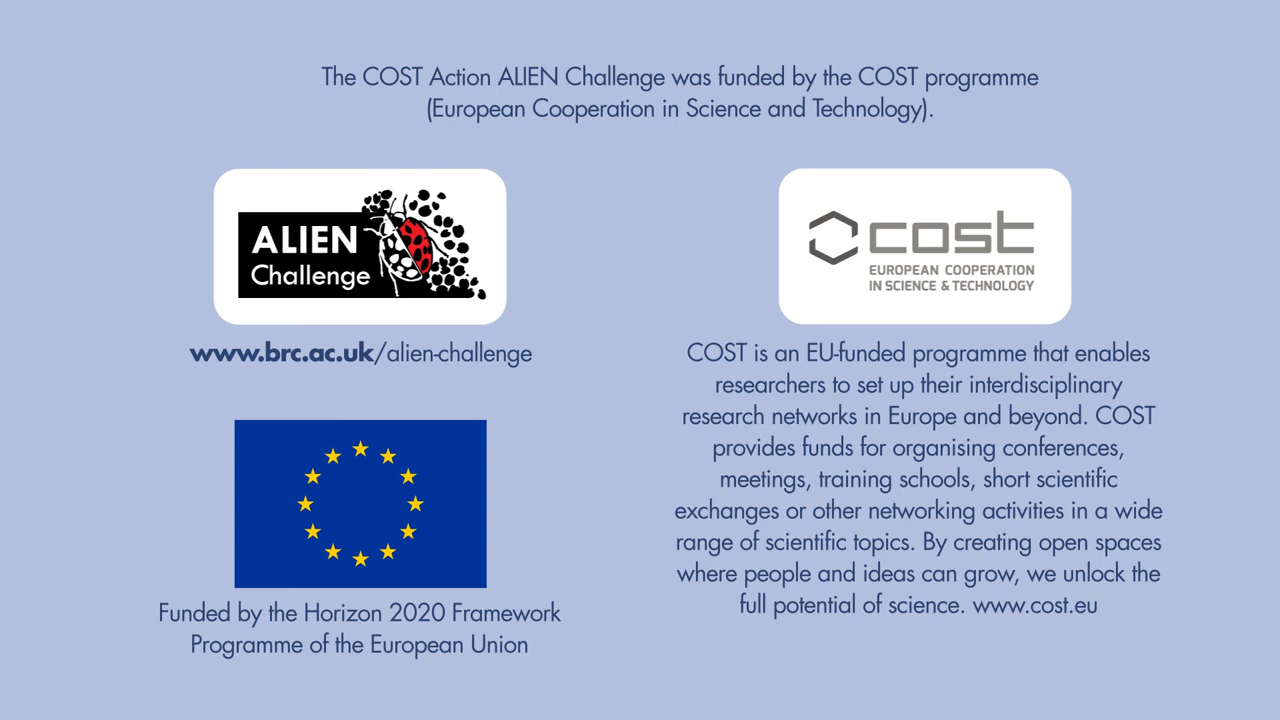 The COST Action ALIEN Challenge was funded by the COST programme
(European Cooperation in Science and Technology).
ALIEN
Challenge
www.brc.ac.uk/alien-challenge
Funded by the Horizon 2020 Framework
Programme of the European Union
cost
EUROPEAN COOPERATION
IN SCIENCE & TECHNOLOGY
COST is an EU-funded programme that enables
researchers to set up their interdisciplinary
research networks in Europe and beyond. COST
provides funds for organising conferences,
meetings, training schools, short scientific
exchanges or other networking activities in a wide
range of scientific topics. By creating open spaces
where people and ideas can grow, we unlock the
full potential of science. www.cost.eu